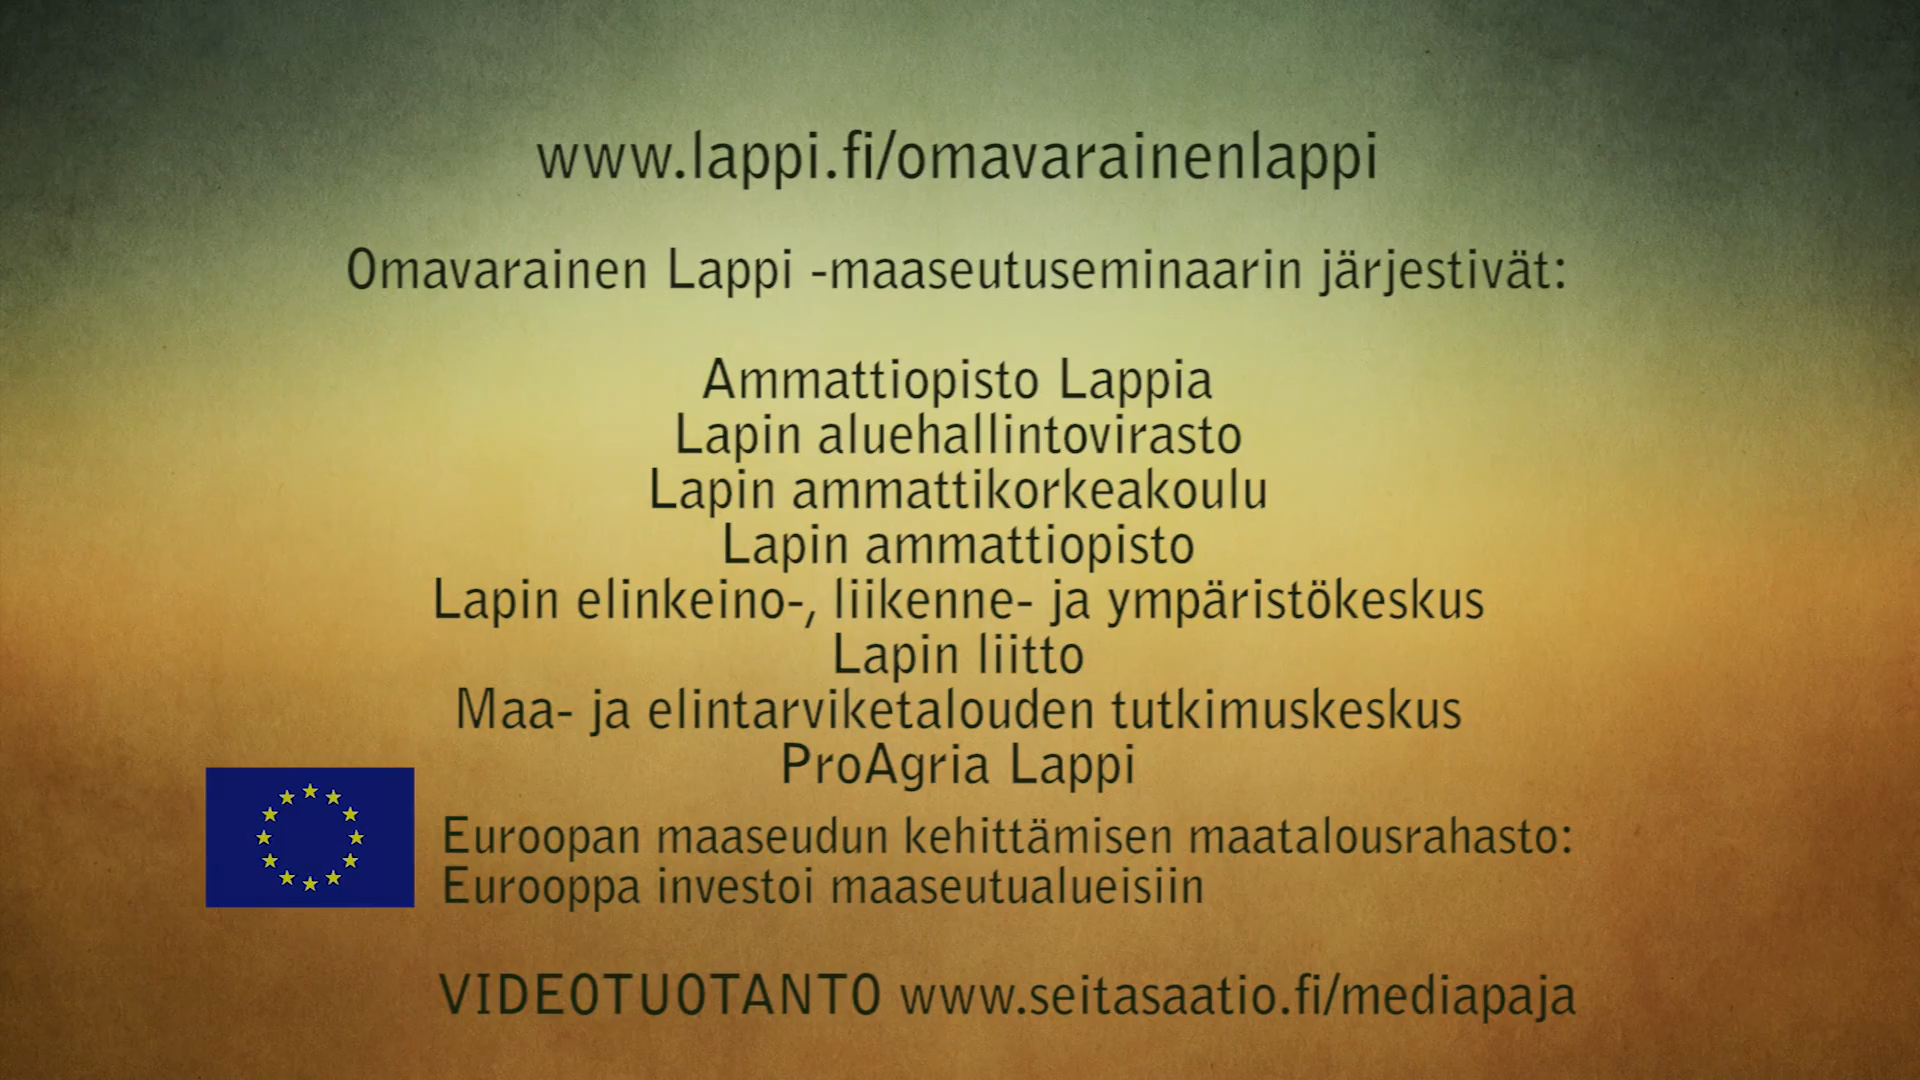 www.lappi.fi/omavarainenlappi
Omavarainen Lappi -maaseutuseminaarin järjestivät:
Ammattiopisto Lappia
Lapin aluehallintovirasto
Lapin ammattikorkeakoulu
Lapin ammattiopisto
Lapin elinkeino-, liikenne- ja ympäristökeskus
Lapin liitto
Maa- ja elintarviketalouden tutkimuskeskus
ProAgria Lappi
Euroopan maaseudun kehittämisen maatalousrahasto:
Eurooppa investoi maaseutualueisiin
VIDEOTUOTANTO www.seitasaatio.fi/mediapaja